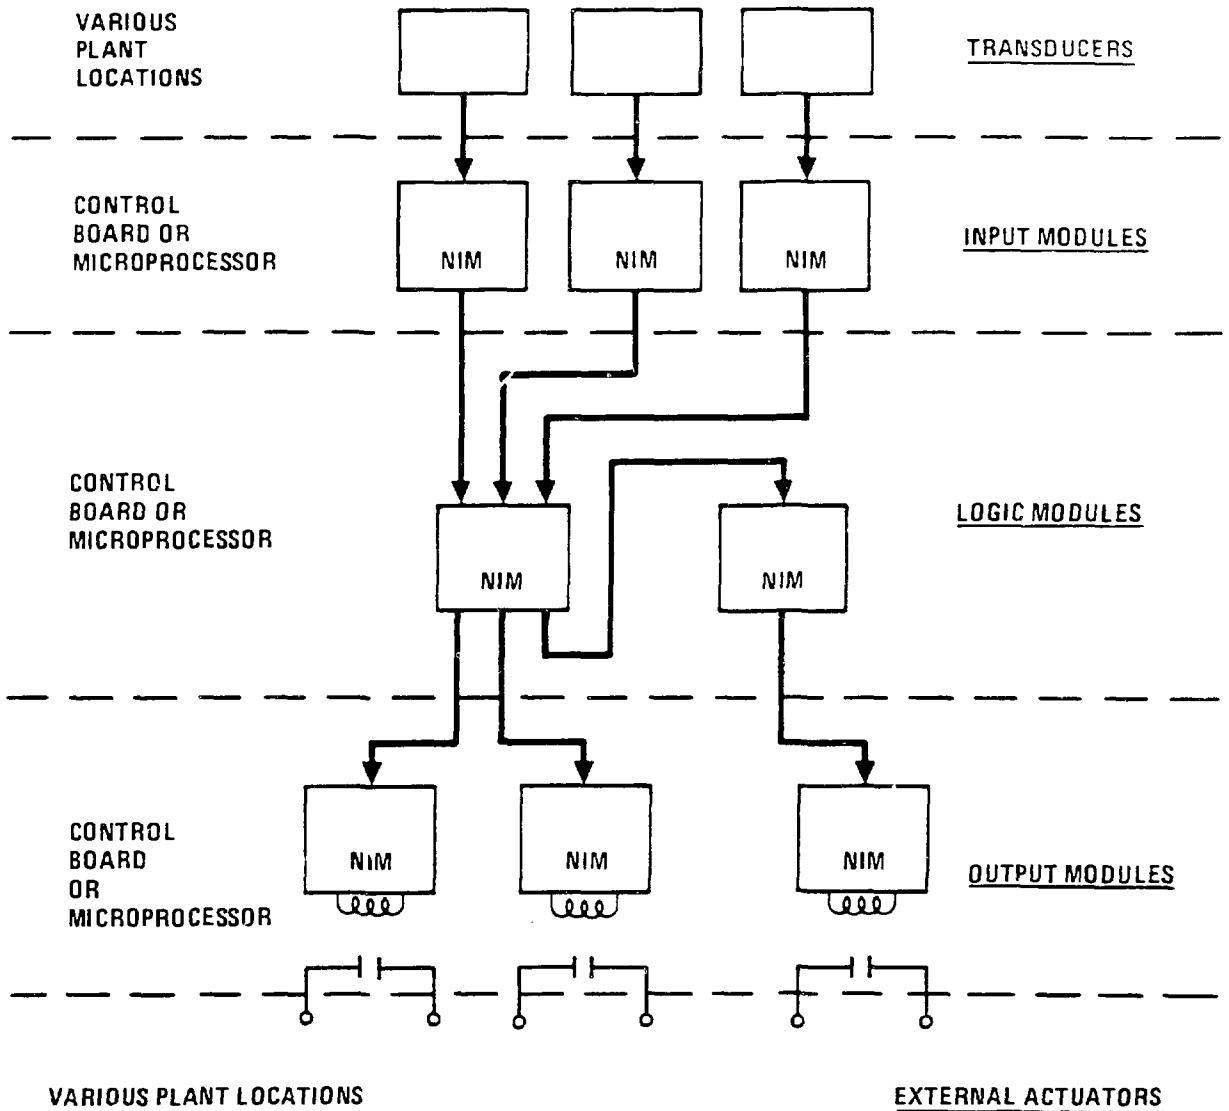 VARIOUS
PLANT
LOCATIONS
TRANSDUCERS
CONTROL
BOARD OR
MICROPROCESSOR
NIM
NIM
NIM
INPUT MODULES
CONTROL
BOARD OR
MICROPROCESSOR
NIM
NIM
LOGIC MODULES
CONTROL
BOARD
OR
MICROPROCESSOR
NIM
NIM
NIM
OUTPUT MODULES
VARIOUS PLANT LOCATIONS
EXTERNAL ACTUATORS